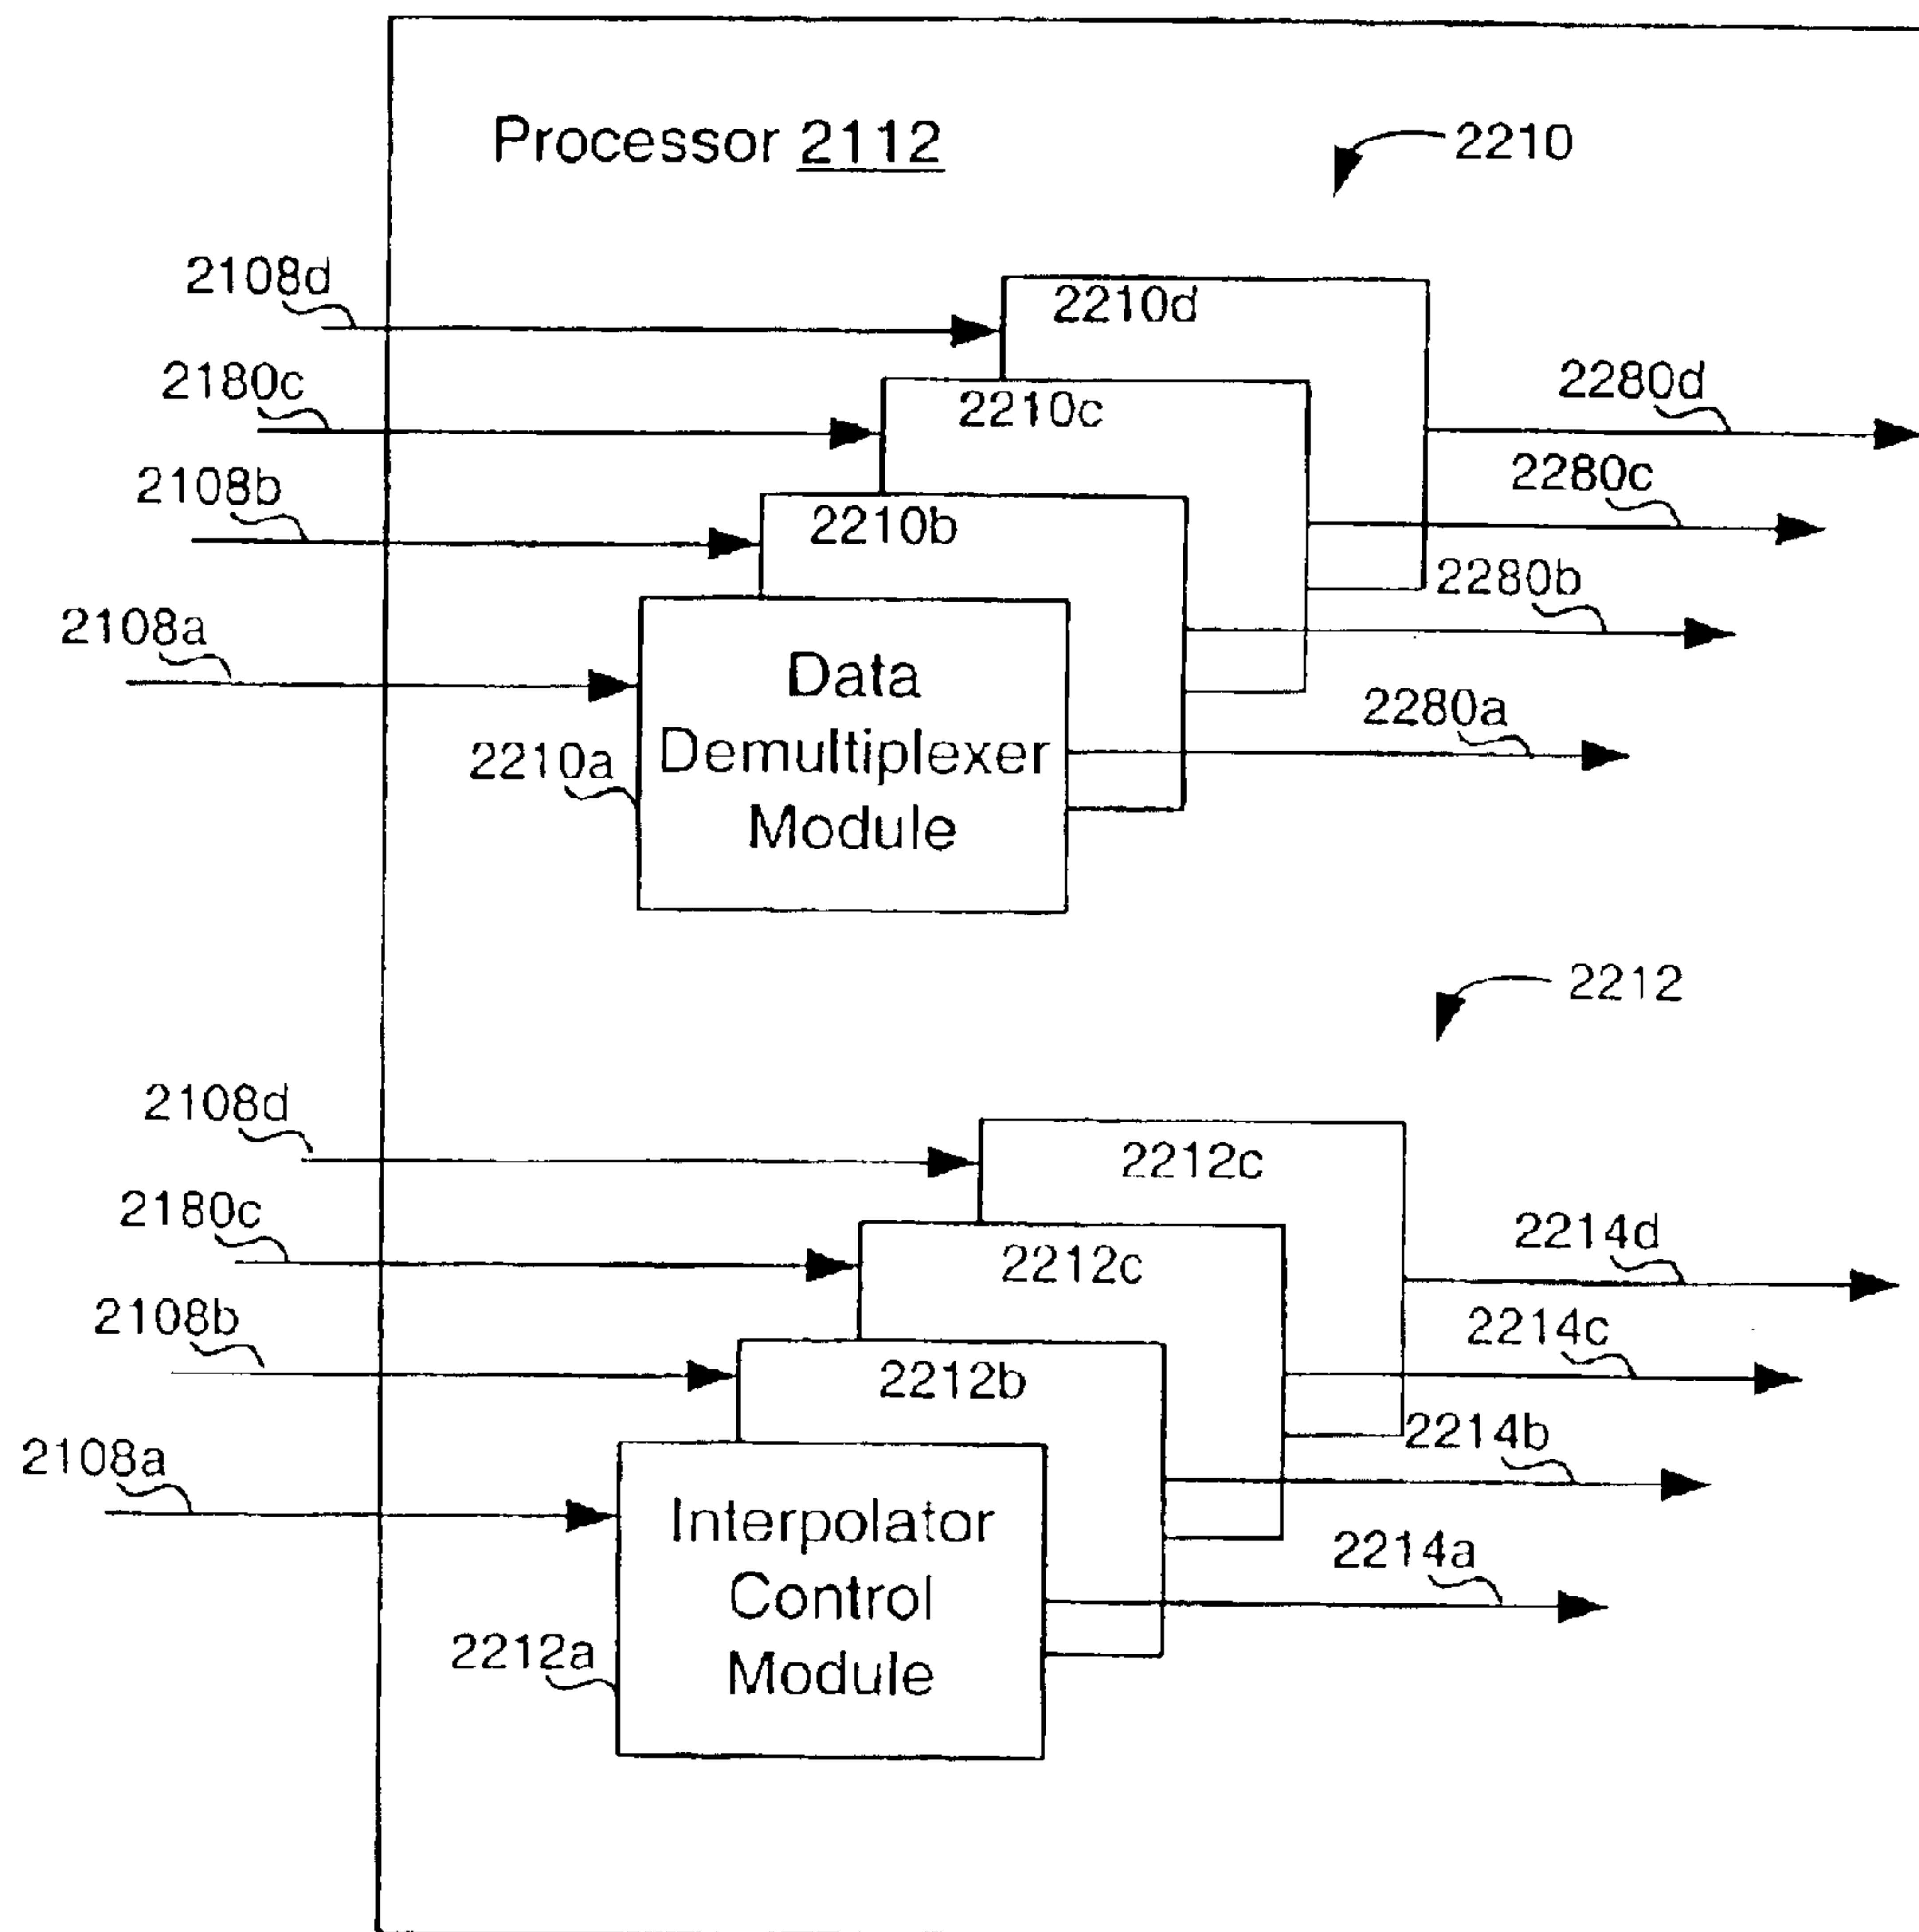 Processor 2112
2210
2108d
2210d
2180c
2210c
2280d
2108b
2280c
2210b
2280b
2108a
2280a
Data
Demultiplexer
Module
2210a
2212
2108d
2212c
2180c
2212c
2214d
2108b
2214c
2212b
2214b
2108a
Interpolator
Control
Module
2214a
2212a